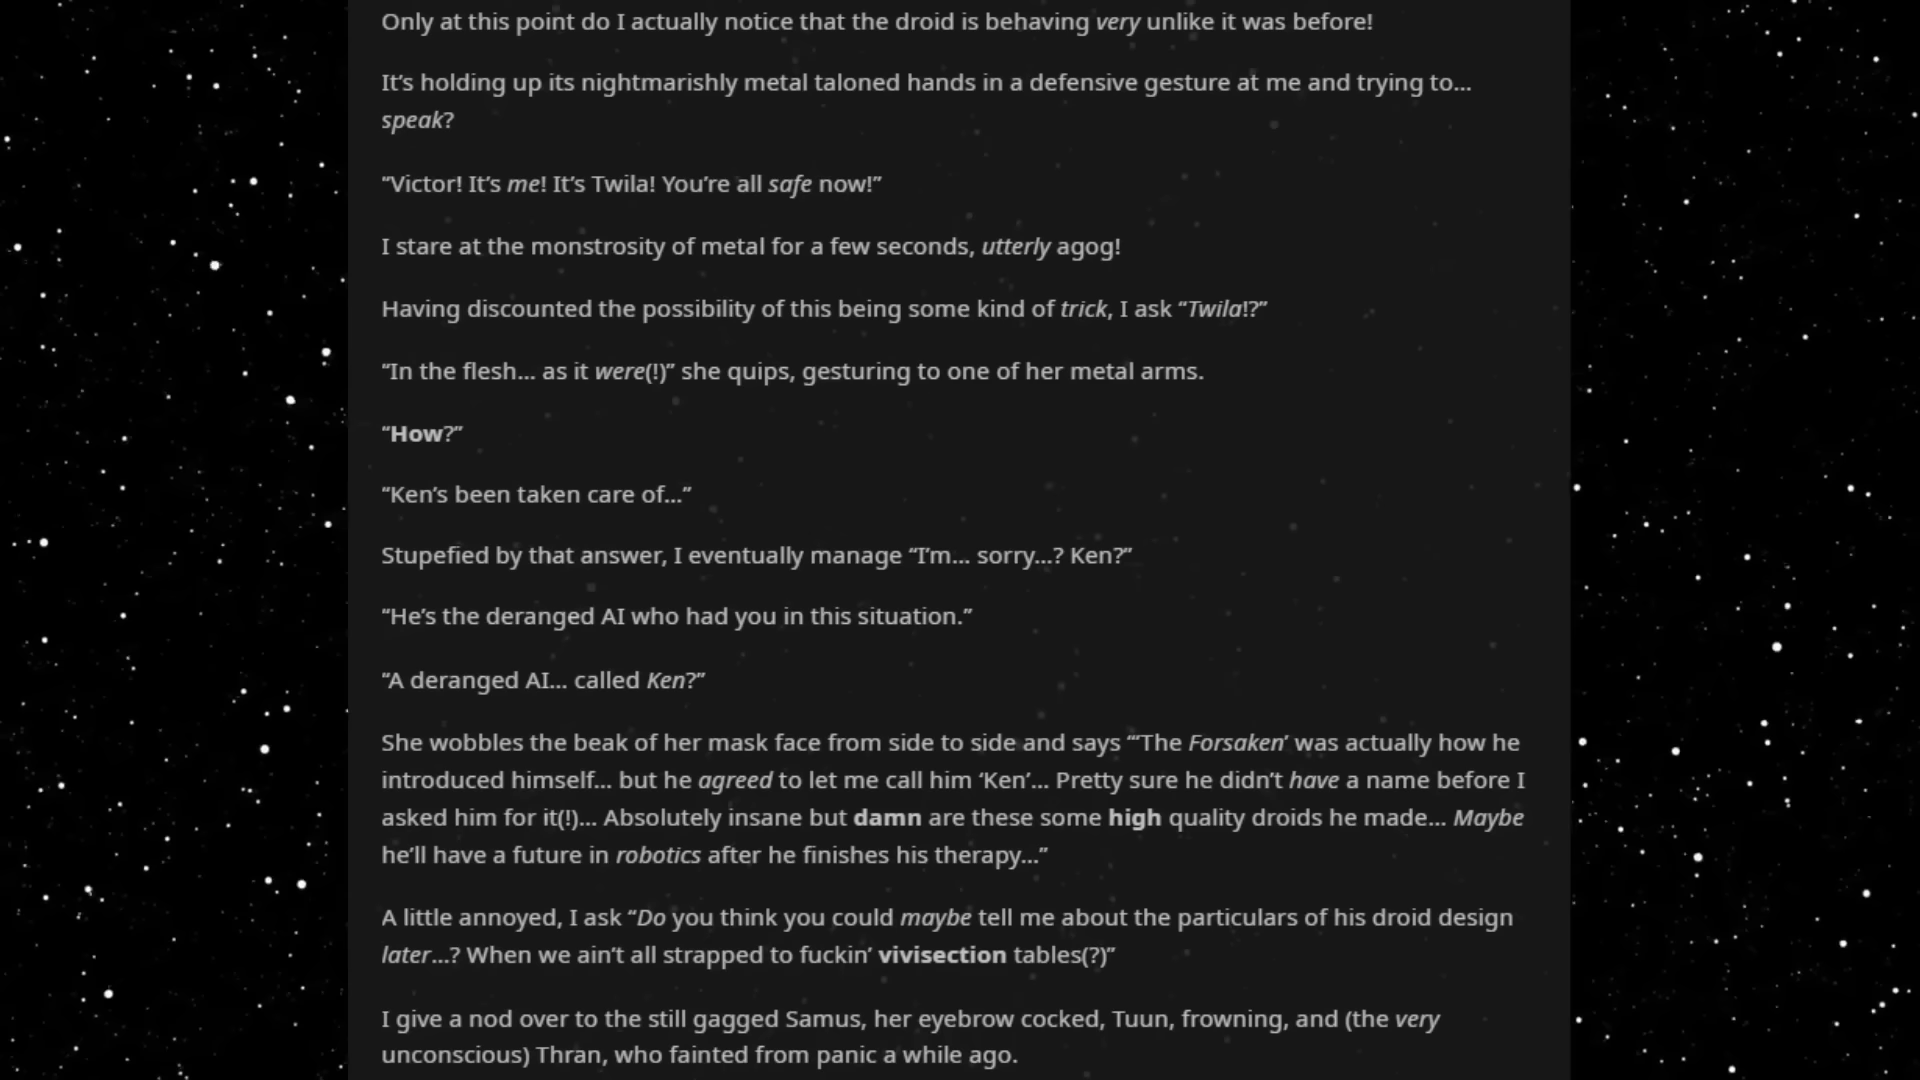 Only at this point do I actually notice that the droid is behaving very unlike it was before!
It’s holding up its nightmarishly metal taloned hands in a defensive gesture at me and trying to…
speak?
“Victor! It’s me! It’s Twila! You’re all safe now!”
I stare at the monstrosity of metal for a few seconds, utterly agog!
Having discounted the possibility of this being some kind of trick, I ask “Twila!?”
“In the flesh… as it were(!)” she quips, gesturing to one of her metal arms.
“How?”
“Ken’s been taken care of…”
Stupefied by that answer, I eventually manage “I’m… sorry…? Ken?”
“He’s the deranged AI who had you in this situation.”
“A deranged AI… called Ken?”
She wobbles the beak of her mask face from side to side and says “‘The Forsaken’ was actually how he
introduced himself… but he agreed to let me call him ‘Ken’… Pretty sure he didn’t have a name before I
asked him for it(!)… Absolutely insane but damn are these some high quality droids he made… Maybe
he’ll have a future in robotics after he finishes his therapy…”
A little annoyed, I ask “Do you think you could maybe tell me about the particulars of his droid design
later…? When we ain’t all strapped to fuckin’ vivisection tables(?)”
I give a nod over to the still gagged Samus, her eyebrow cocked, Tuun, frowning, and (the very
unconscious) Thran, who fainted from panic a while ago.